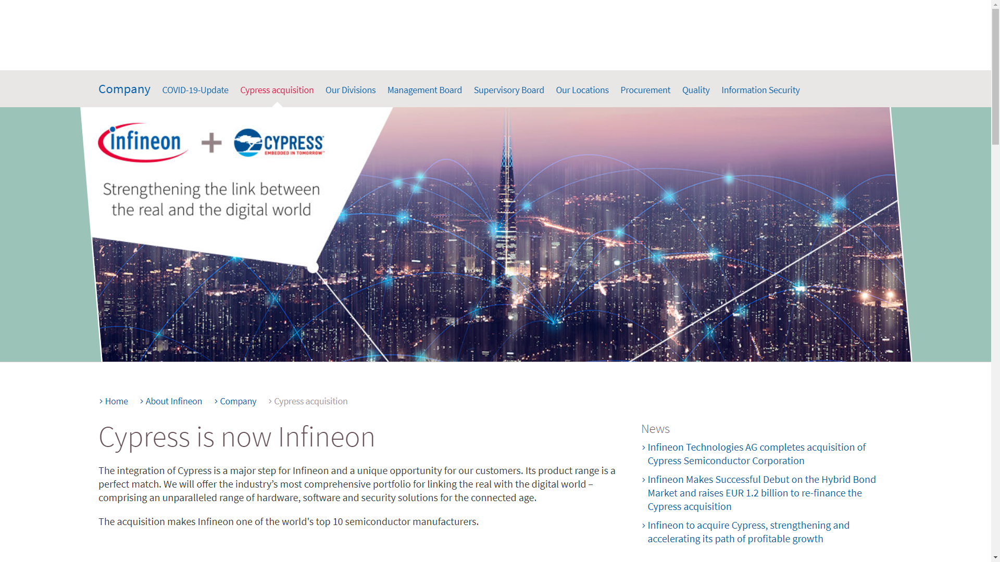 Company COVID-19-Update Cypress acquisition Our Divisions Management Board Supervisory Board Our Locations Procurement Quality Information Security
infineon + CYPRESS
EMBEDDED IN TOMORROW™
Strengthening the link between
the real and the digital world
Home About Infineon Company Cypress acquisition
Cypress is now Infineon
The integration of Cypress is a major step for Infineon and a unique opportunity for our customers. Its product range is a
perfect match. We will offer the industry’s most comprehensive portfolio for linking the real with the digital world –
comprising an unparalleled range of hardware, software and security solutions for the connected age.
The acquisition makes Infineon one of the world's top 10 semiconductor manufacturers.
News
Infineon Technologies AG completes acquisition of
Cypress Semiconductor Corporation
Infineon Makes Successful Debut on the Hybrid Bond
Market and raises EUR 1.2 billion to re-finance the
Cypress acquisition
Infineon to acquire Cypress, strengthening and
accelerating its path of profitable growth